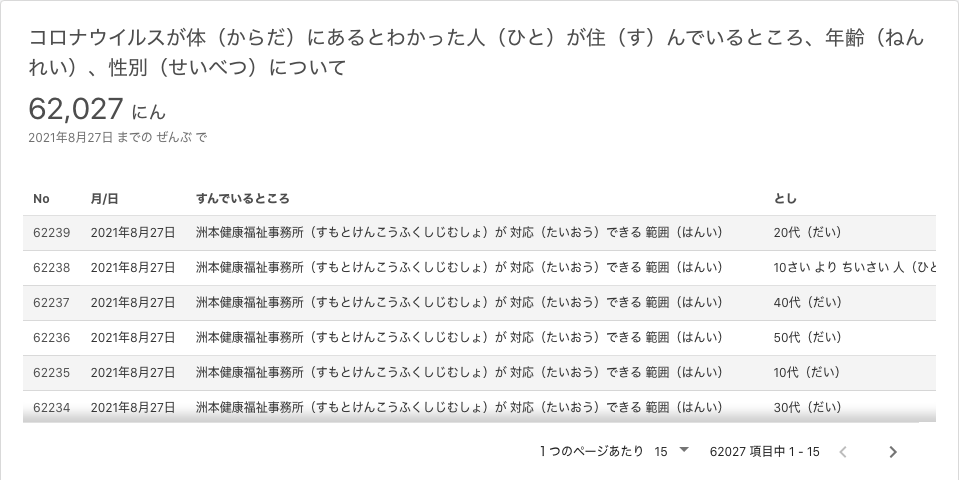 コロナウイルスが体（からだ）にあるとわかった人（ひと）が住（す）んでいるところ、年齢（ねん
れい）、性別（せいべつ）について
62,027 にん
2021年8月27日 までの ぜんぶ で
No 月/日 すんでいるところ とし
62239 2021年8月27日 洲本健康福祉事務所（すもとけんこうふくしじむしょ）が 対応（たいおう）できる 範囲（はんい） 20代（だい）
62238 2021年8月27日 洲本健康福祉事務所（すもとけんこうふくしじむしょ）が 対応（たいおう）できる 範囲（はんい） 10さい より ちいさい 人（ひと
62237 2021年8月27日 洲本健康福祉事務所（すもとけんこうふくしじむしょ）が 対応（たいおう）できる 範囲（はんい） 40代（だい）
62236 2021年8月27日 洲本健康福祉事務所（すもとけんこうふくしじむしょ）が 対応（たいおう）できる 範囲（はんい） 50代（だい）
62235 2021年8月27日 洲本健康福祉事務所（すもとけんこうふくしじむしょ）が 対応（たいおう）できる 範囲（はんい） 10代（だい）
62234 2021年8月27日 洲本健康福祉事務所（すもとけんこうふくしじむしょ）が 対応（たいおう）できる 範囲（はんい） 30代（だい）
1 つのページあたり 15 62027 項目中 1 - 15